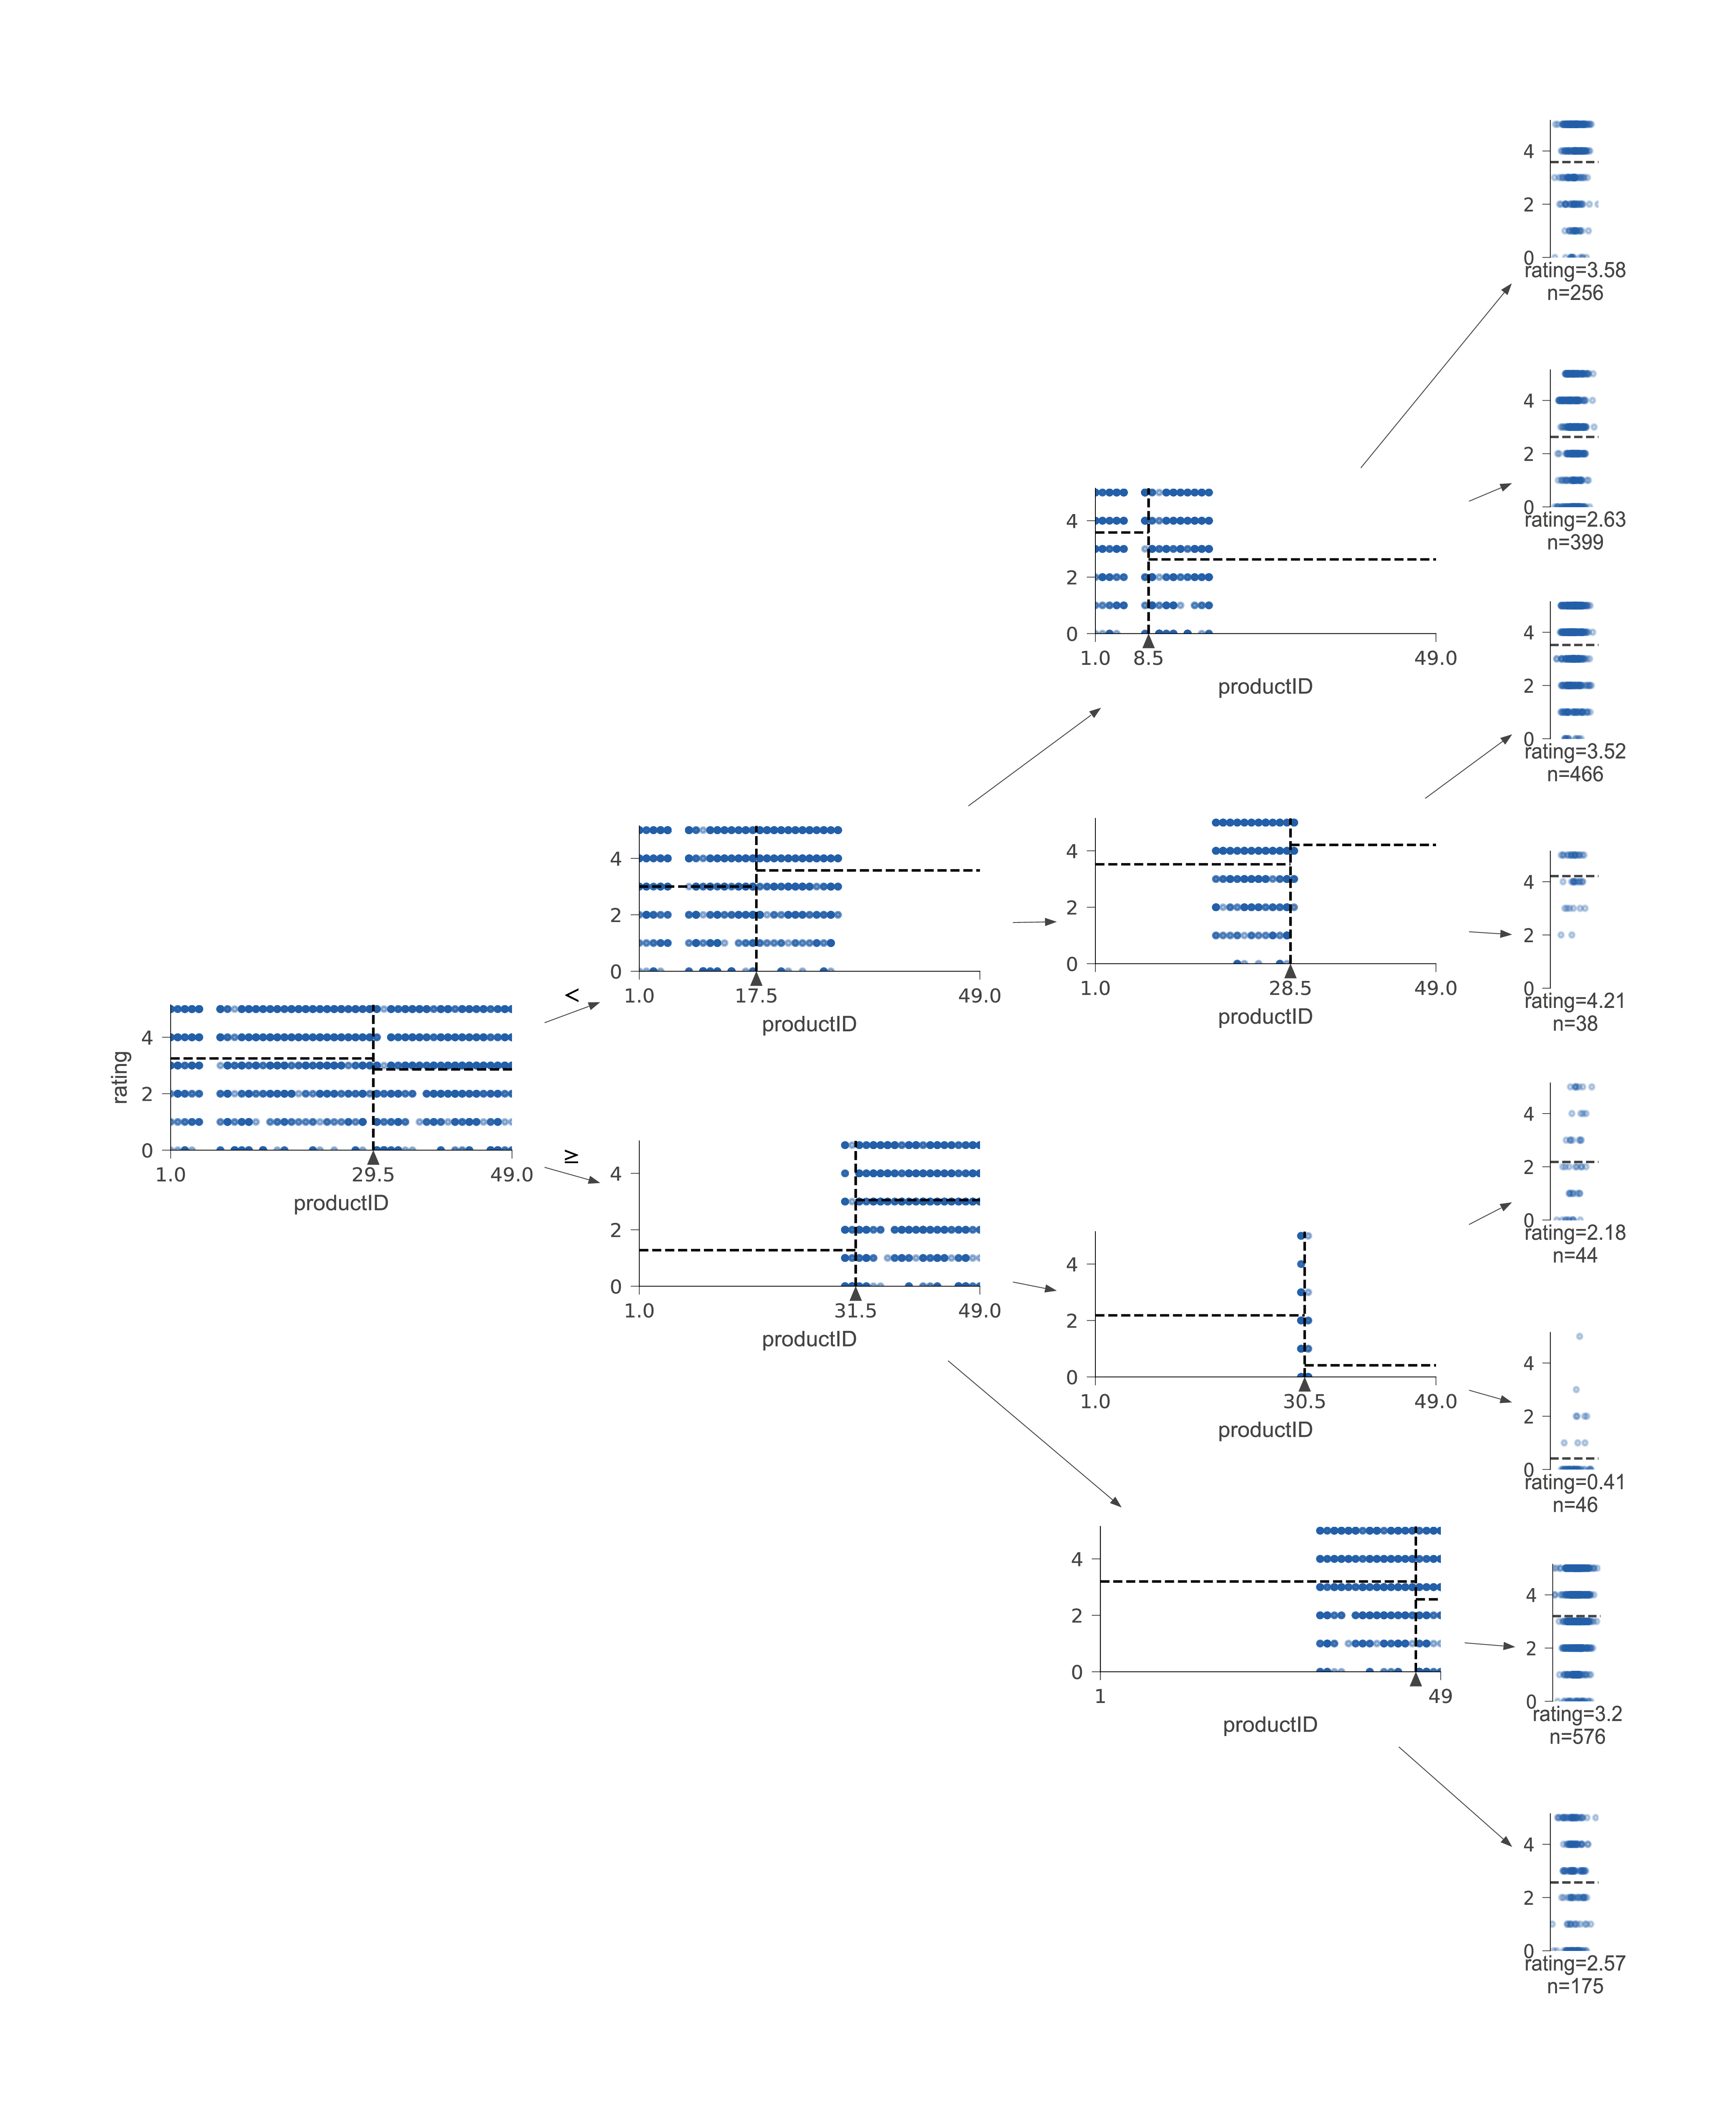 4
2
0
rating=3.58
n=256
4
2
0
rating=2.63
n=399
4
2
0
1.0 8.5 49.0
productID
4
2
0
rating=3.52
n=466
4
2
0
1.0 17.5 49.0
productID
<
4
2
0
1.0 28.5 49.0
productID
4
2
0
rating=4.21
n=38
rating
4
2
0
1.0 29.5 49.0
productID
≥
4
2
0
1.0 31.5 49.0
productID
4
2
0
rating=2.18
n=44
4
2
0
1.0 30.5 49.0
productID
4
2
0
rating=0.41
n=46
4
2
0
1 49
productID
4
2
0
rating=3.2
n=576
4
2
0
rating=2.57
n=175